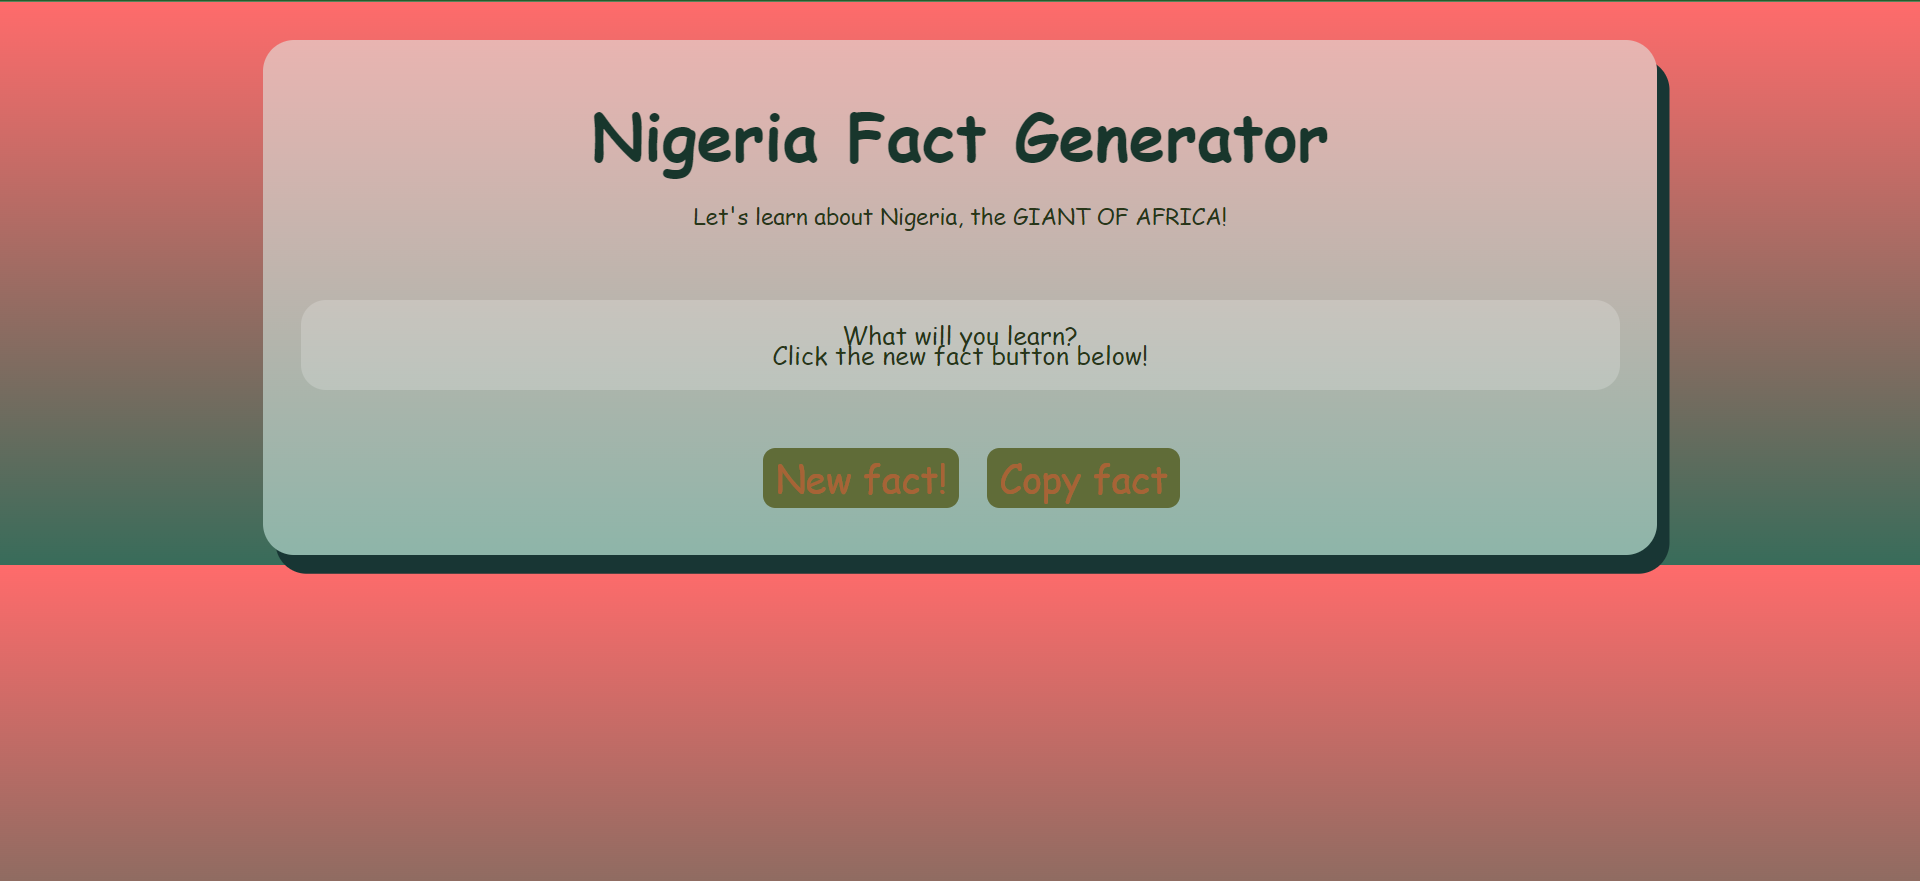 Nigeria Fact Generator
Let's learn about Nigeria, the GIANT OF AFRICA!
What will you learn?
Click the new fact button below!
New fact! Copy fact